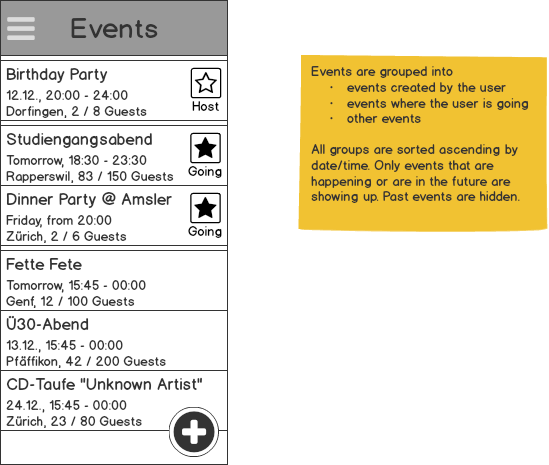 Events
Birthday Party
12.12., 20:00 - 24:00
Dorfingen, 2 / 8 Guests
Host
Studiengangsabend
Tomorrow, 18:30 - 23:30
Rapperswil, 83 / 150 Guests
Going
Dinner Party @ Amsler
Friday, from 20:00
Zürich, 2 / 6 Guests
Going
Fette Fete
Tomorrow, 15:45 - 00:00
Genf, 12 / 100 Guests
Ü30-Abend
13.12., 15:45 - 00:00
Pfäffikon, 42 / 200 Guests
CD-Taufe "Unknown Artist"
24.12., 15:45 - 00:00
Zürich, 23 / 80 Guests
Events are grouped into
· events created by the user
· events where the user is going
· other events
All groups are sorted ascending by
date/time. Only events that are
happening or are in the future are
showing up. Past events are hidden.